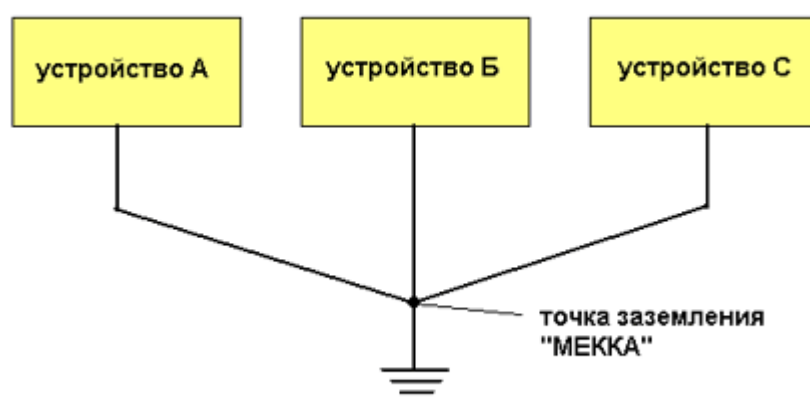 устройство А
устройство Б
устройство С
точка заземления
"МЕККА"